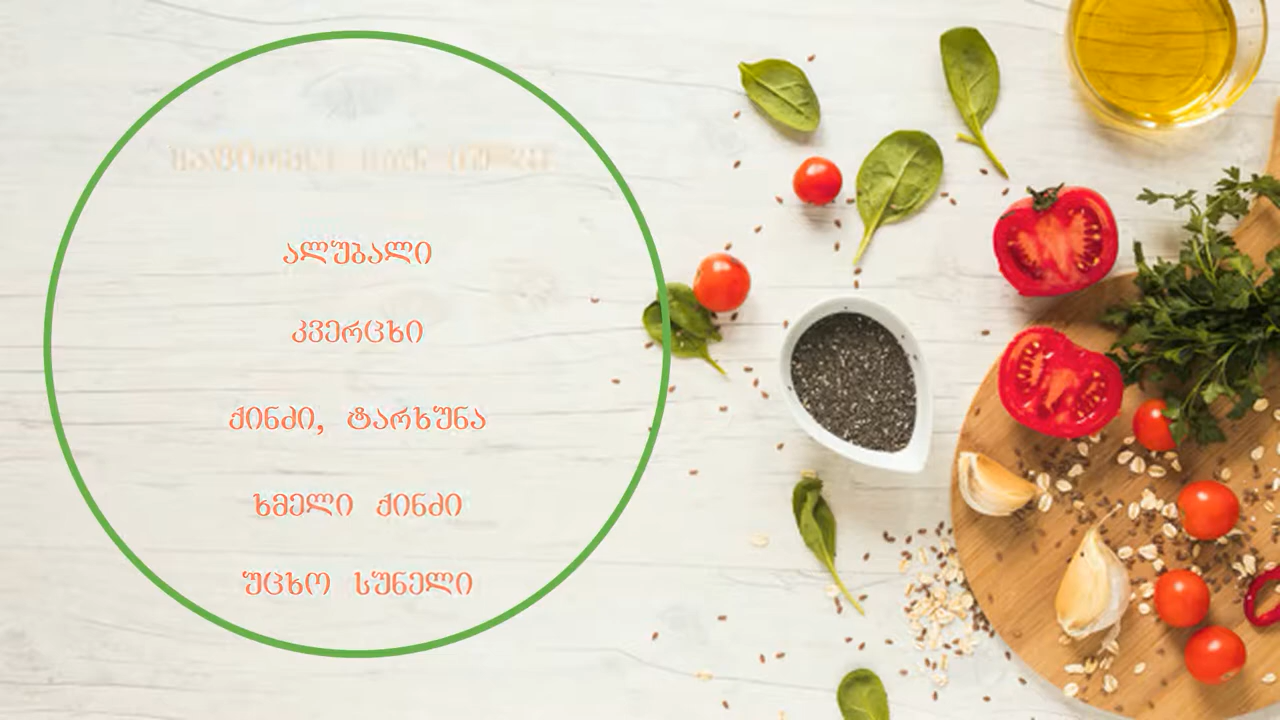 ალუბალი
კვერცხი
ქინძი, ტარხუნა
ხმელი ქინძი
უცხო სუნელი